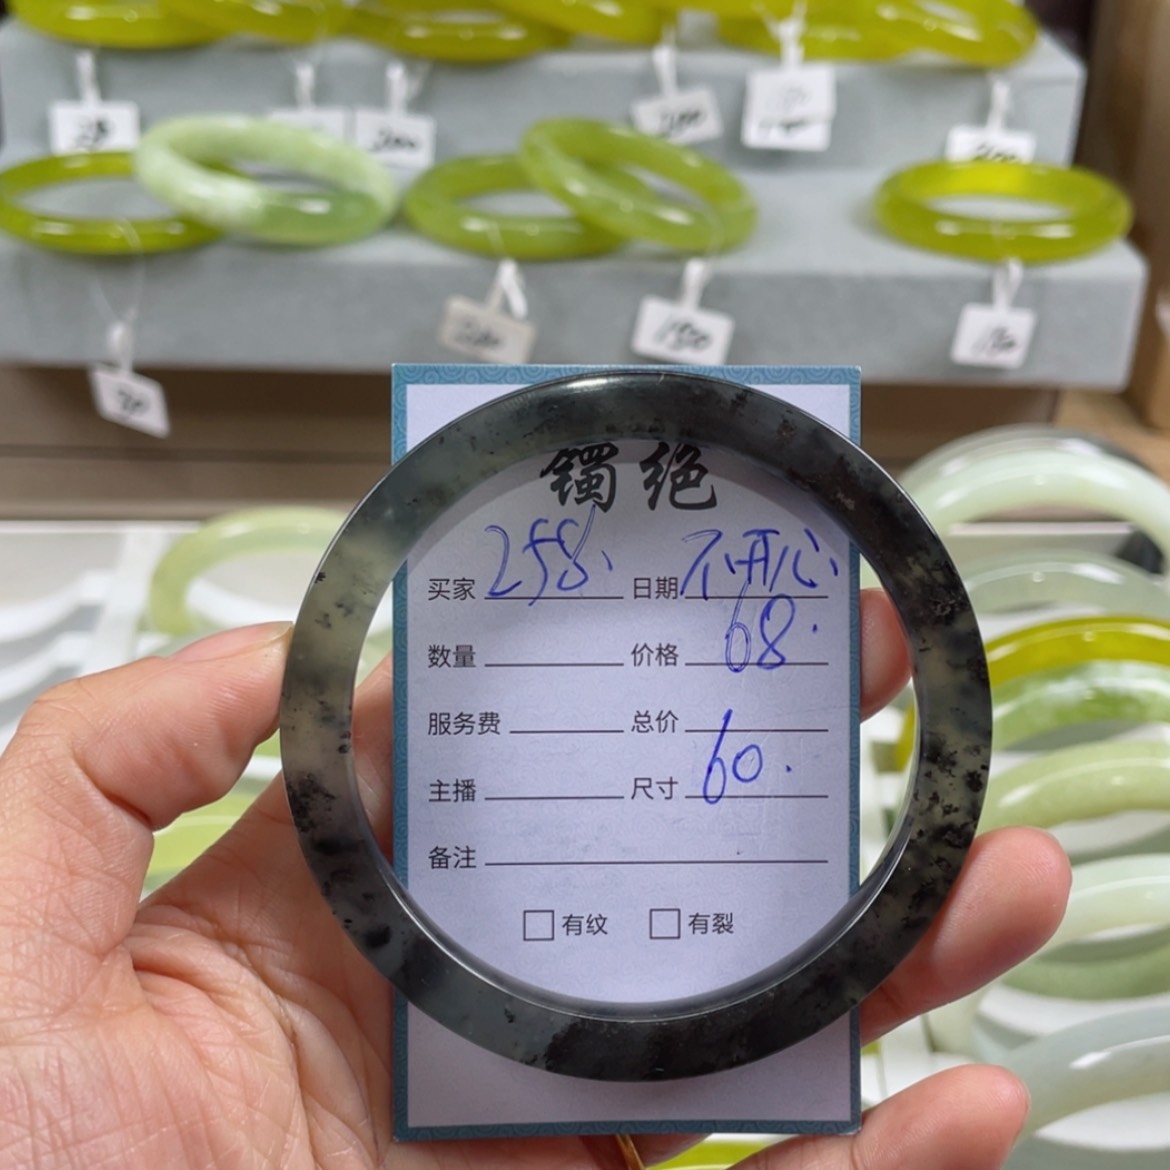 镯绝
买家 258. 日期 不开心
数量 价格 68.
服务费 总价
主播 尺寸 60.
备注
有纹 有裂